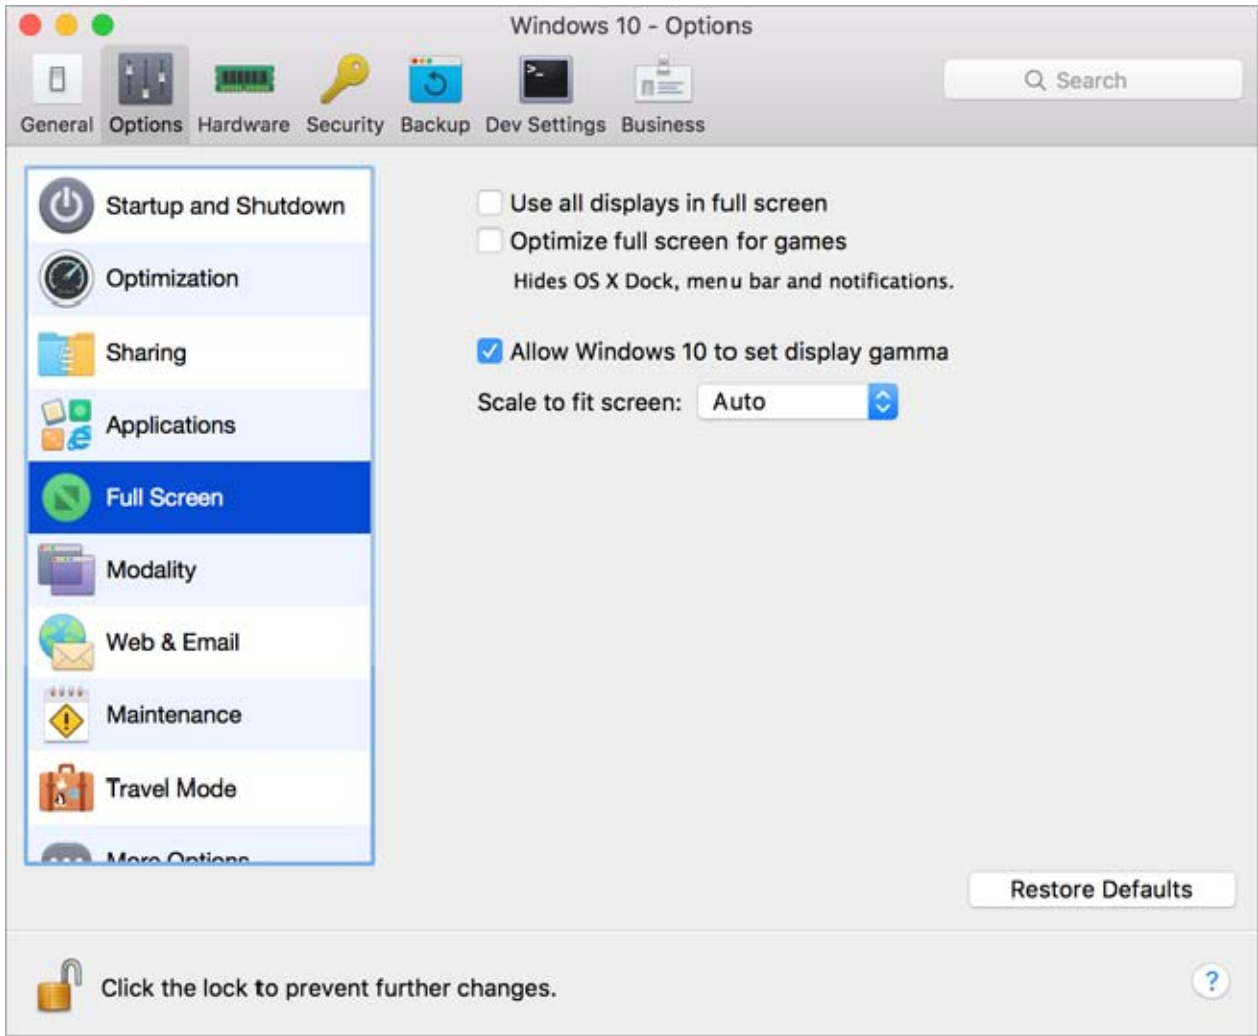 Windows 10 - Options
General Options Hardware Security Backup Dev Settings Business
Search
Startup and Shutdown
Optimization
Sharing
Applications
Full Screen
Modality
Web & Email
Maintenance
Travel Mode
More Options
Use all displays in full screen
Optimize full screen for games
Hides OS X Dock, menu bar and notifications.
Allow Windows 10 to set display gamma
Scale to fit screen: Auto
Restore Defaults
Click the lock to prevent further changes.
?